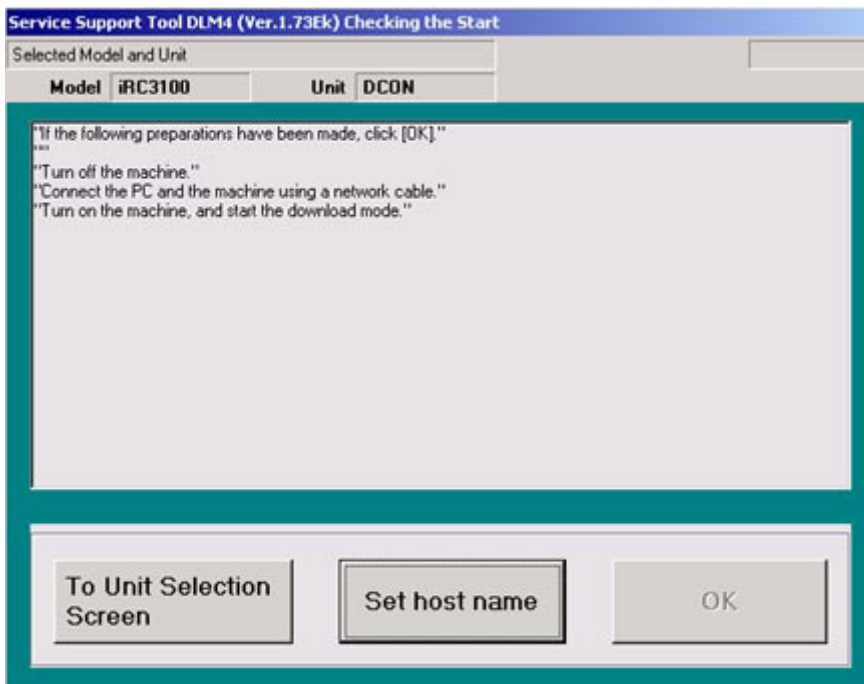 Service Support Tool DLM4 (Ver.1.73Ek) Checking the Start
Selected Model and Unit
Model iRC3100 Unit DCON
"If the following preparations have been made, click [OK]."
""
"Turn off the machine."
"Connect the PC and the machine using a network cable."
"Turn on the machine, and start the download mode."
To Unit Selection
Screen
Set host name
OK